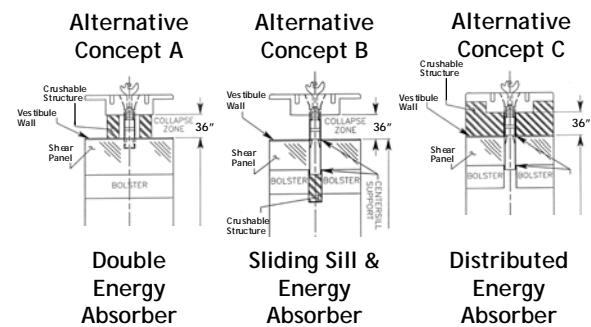 Alternative
Concept A
Crushable
Structure
Vestibule
Wall
COLLAPSE
ZONE
36"
Shear
Panel
BOLSTER
Double
Energy
Absorber
Alternative
Concept B
Vestibule
Wall
COLLAPSE
ZONE
36"
Shear
Panel
BOLSTER
BOLSTER
CENTERSILL
SUPPORT
Crushable
Structure
Sliding Sill &
Energy
Absorber
Alternative
Concept C
Crushable
Structure
Vestibule
Wall
36"
Shear
Panel
BOLSTER
BOLSTER
Distributed
Energy
Absorber